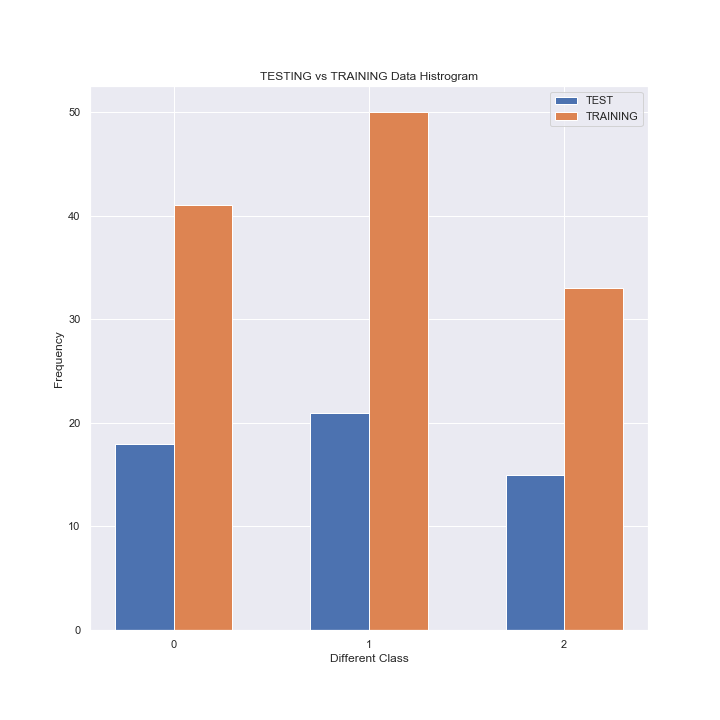 TESTING vs TRAINING Data Histrogram
TEST
TRAINING
50
40
30
20
10
0
Frequency
0 1 2
Different Class